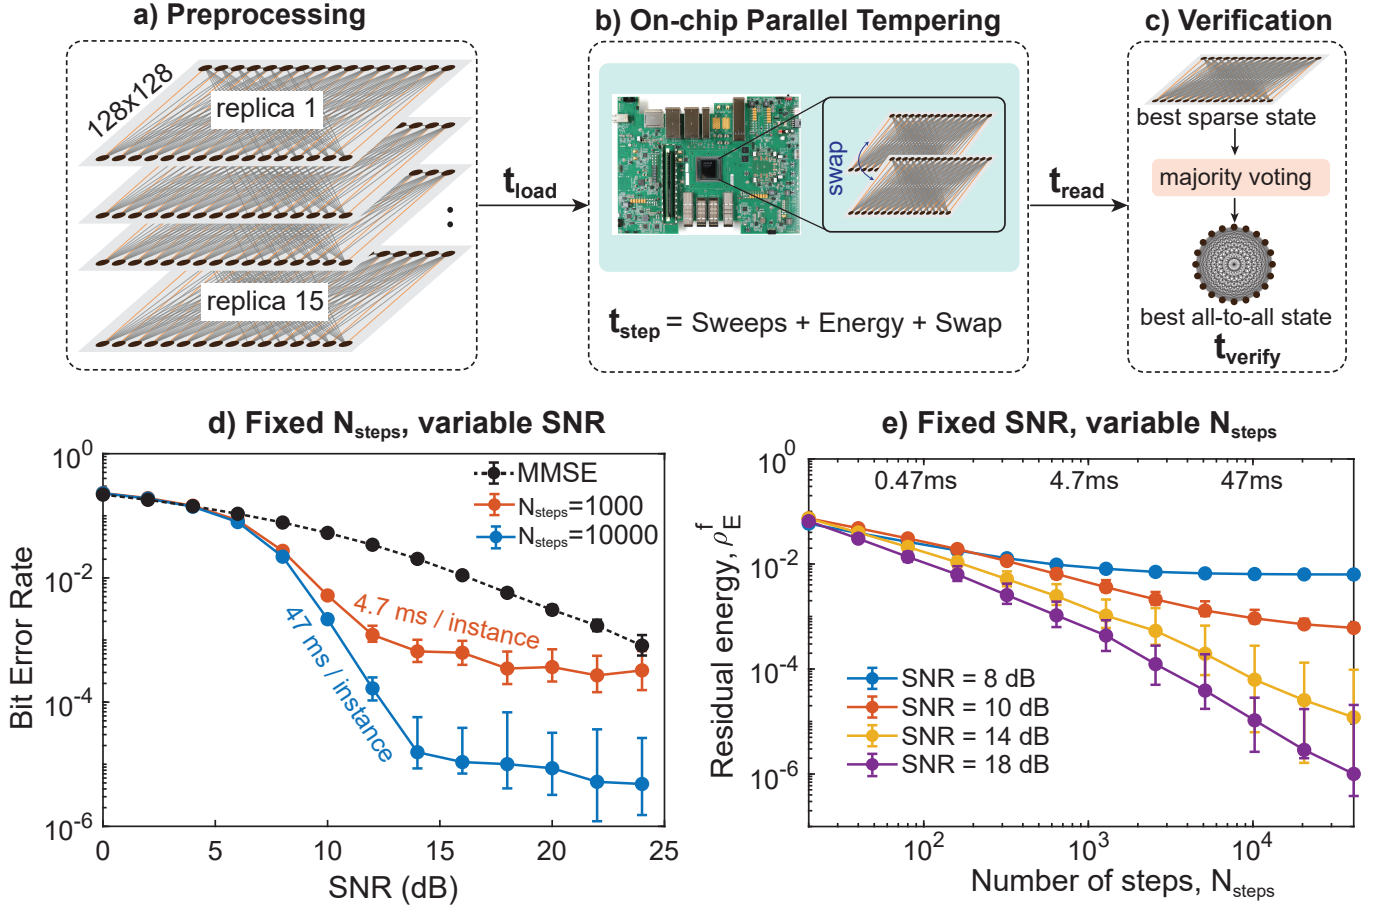 a) Preprocessing
128x128
replica 1
replica 15
t_load
b) On-chip Parallel Tempering
swap
t_step = Sweeps + Energy + Swap
t_read
c) Verification
best sparse state
majority voting
best all-to-all state
t_verify
d) Fixed N_steps, variable SNR
10^0
10^-2
10^-4
10^-6
Bit Error Rate
MMSE
N_steps=1000
N_steps=10000
4.7 ms / instance
47 ms / instance
0 5 10 15 20 25
SNR (dB)
e) Fixed SNR, variable N_steps
10^0
10^-2
10^-4
10^-6
Residual energy, ρ_E^f
0.47ms 4.7ms 47ms
SNR = 8 dB
SNR = 10 dB
SNR = 14 dB
SNR = 18 dB
10^2 10^3 10^4
Number of steps, N_steps